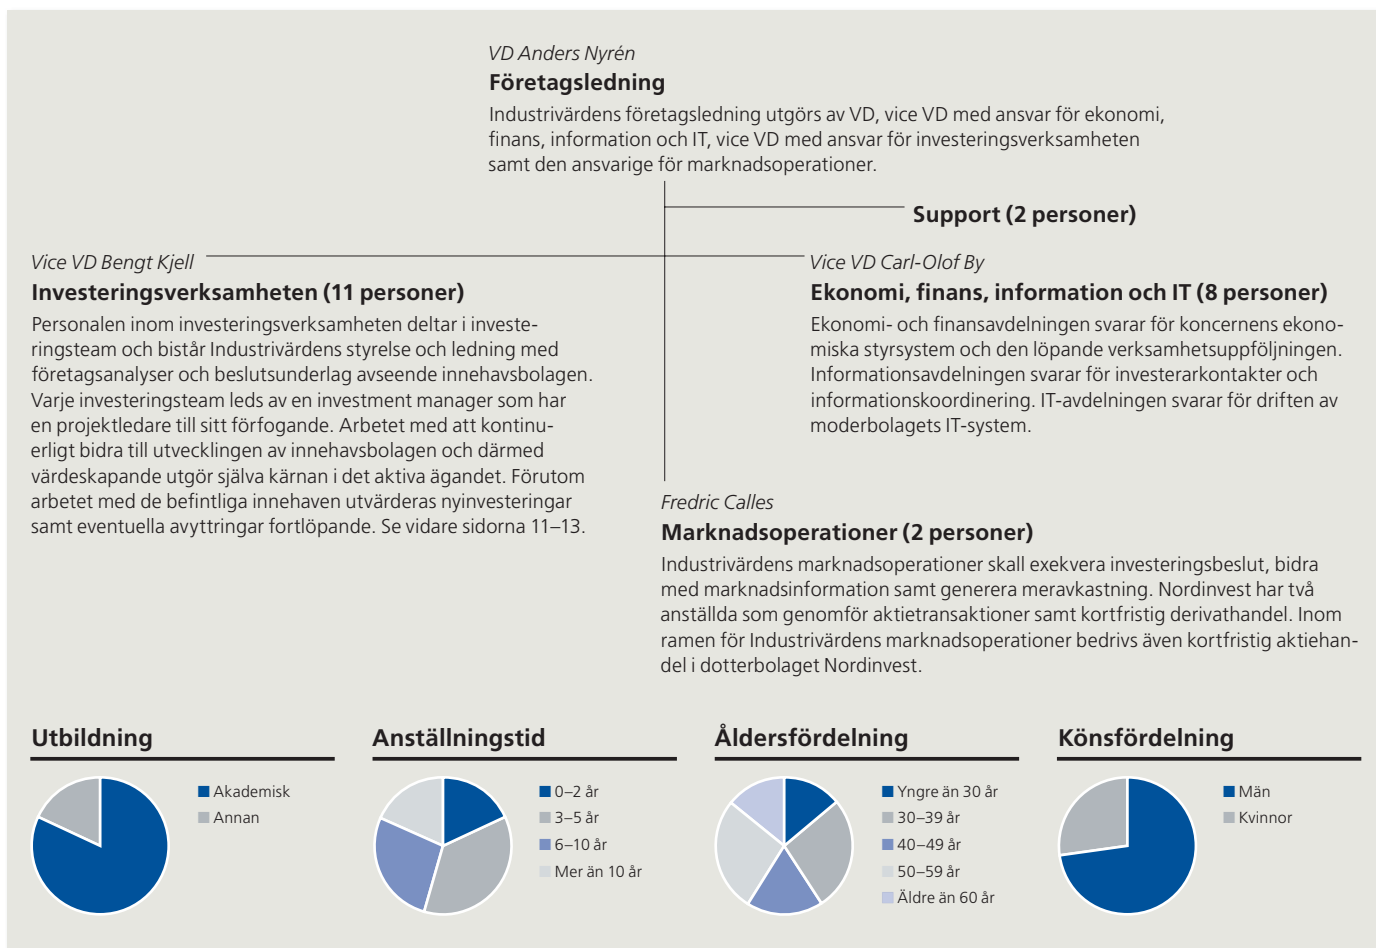 VD Anders Nyrén
Företagsledning
Industrivärdens företagsledning utgörs av VD, vice VD med ansvar för ekonomi,
finans, information och IT, vice VD med ansvar för investeringsverksamheten
samt den ansvarige för marknadsoperationer.
Support (2 personer)
Vice VD Bengt Kjell
Investeringsverksamheten (11 personer)
Personalen inom investeringsverksamheten deltar i investe-
ringsteam och bistår Industrivärdens styrelse och ledning med
företagsanalyser och beslutsunderlag avseende innehavsbolagen.
Varje investeringsteam leds av en investment manager som har
en projektledare till sitt förfogande. Arbetet med att kontinu-
erligt bidra till utvecklingen av innehavsbolagen och därmed
värdeskapande utgör själva kärnan i det aktiva ägandet. Förutom
arbetet med de befintliga innehaven utvärderas nyinvesteringar
samt eventuella avyttringar fortlöpande. Se vidare sidorna 11–13.
Vice VD Carl-Olof By
Ekonomi, finans, information och IT (8 personer)
Ekonomi- och finansavdelningen svarar för koncernens ekono-
miska styrsystem och den löpande verksamhetsuppföljningen.
Informationsavdelningen svarar för investerarkontakter och
informationskoordinering. IT-avdelningen svarar för driften av
moderbolagets IT-system.
Fredric Calles
Marknadsoperationer (2 personer)
Industrivärdens marknadsoperationer skall exekvera investeringsbeslut, bidra
med marknadsinformation samt generera meravkastning. Nordinvest har två
anställda som genomför aktietransaktioner samt kortfristig derivathandel. Inom
ramen för Industrivärdens marknadsoperationer bedrivs även kortfristig aktiehan-
del i dotterbolaget Nordinvest.
Utbildning
Akademisk
Annan
Anställningstid
0–2 år
3–5 år
6–10 år
Mer än 10 år
Åldersfördelning
Yngre än 30 år
30–39 år
40–49 år
50–59 år
Äldre än 60 år
Könsfördelning
Män
Kvinnor